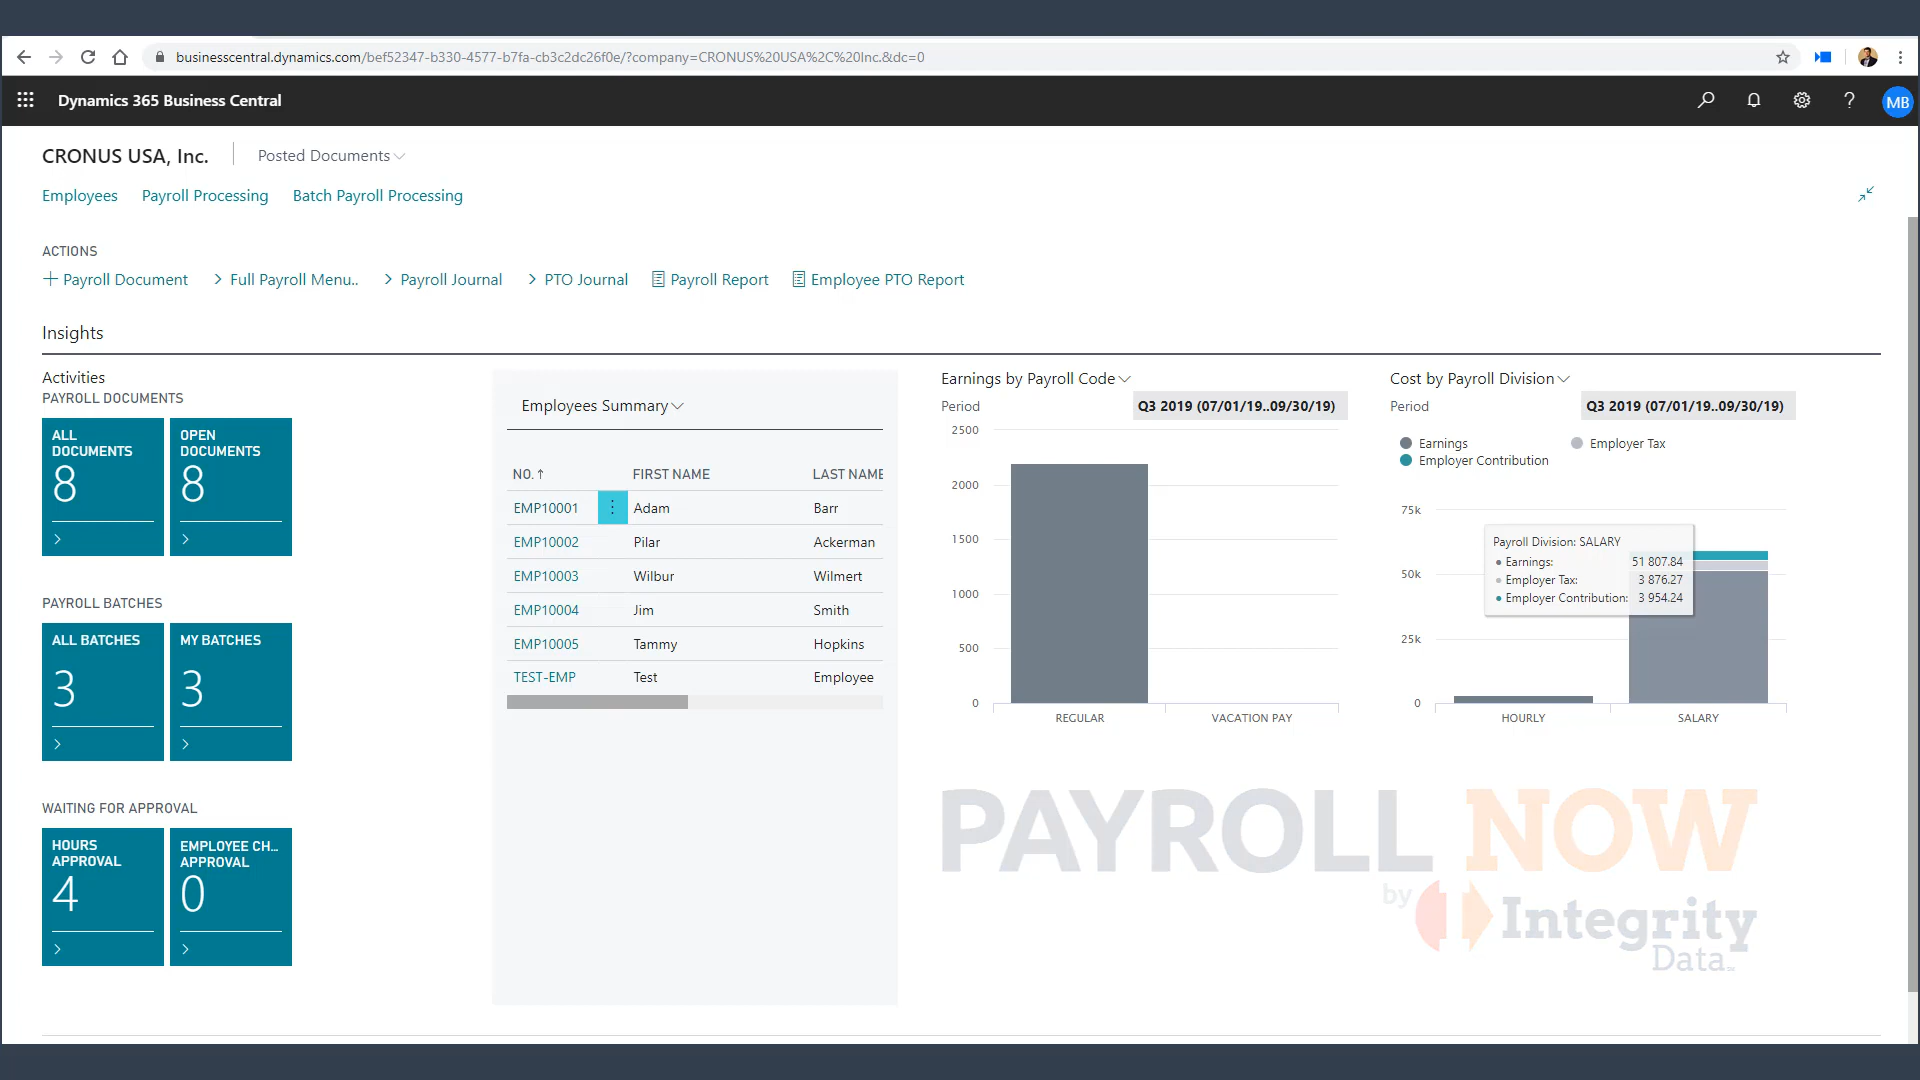 businesscentral.dynamics.com/bef52347-b330-4577-b7fa-cb3c2dc26f0e/?company=CRONUS%20USA%2C%20Inc.&dc=0
Dynamics 365 Business Central
? MB
CRONUS USA, Inc. Posted Documents
Employees Payroll Processing Batch Payroll Processing
ACTIONS
+ Payroll Document > Full Payroll Menu.. > Payroll Journal > PTO Journal Payroll Report Employee PTO Report
Insights
Activities
PAYROLL DOCUMENTS
ALL DOCUMENTS
8
OPEN DOCUMENTS
8
PAYROLL BATCHES
ALL BATCHES
3
MY BATCHES
3
WAITING FOR APPROVAL
HOURS APPROVAL
4
EMPLOYEE CH... APPROVAL
0
Employees Summary
NO. ↑ FIRST NAME LAST NAME
EMP10001 Adam Barr
EMP10002 Pilar Ackerman
EMP10003 Wilbur Wilmert
EMP10004 Jim Smith
EMP10005 Tammy Hopkins
TEST-EMP Test Employee
Earnings by Payroll Code
Period Q3 2019 (07/01/19..09/30/19)
2500
2000
1500
1000
500
0
REGULAR VACATION PAY
Cost by Payroll Division
Period Q3 2019 (07/01/19..09/30/19)
Earnings Employer Tax
Employer Contribution
75k
50k
25k
0
Payroll Division: SALARY
Earnings: 51 807.84
Employer Tax: 3 876.27
Employer Contribution: 3 954.24
HOURLY SALARY
PAYROLL NOW
by Integrity
Data